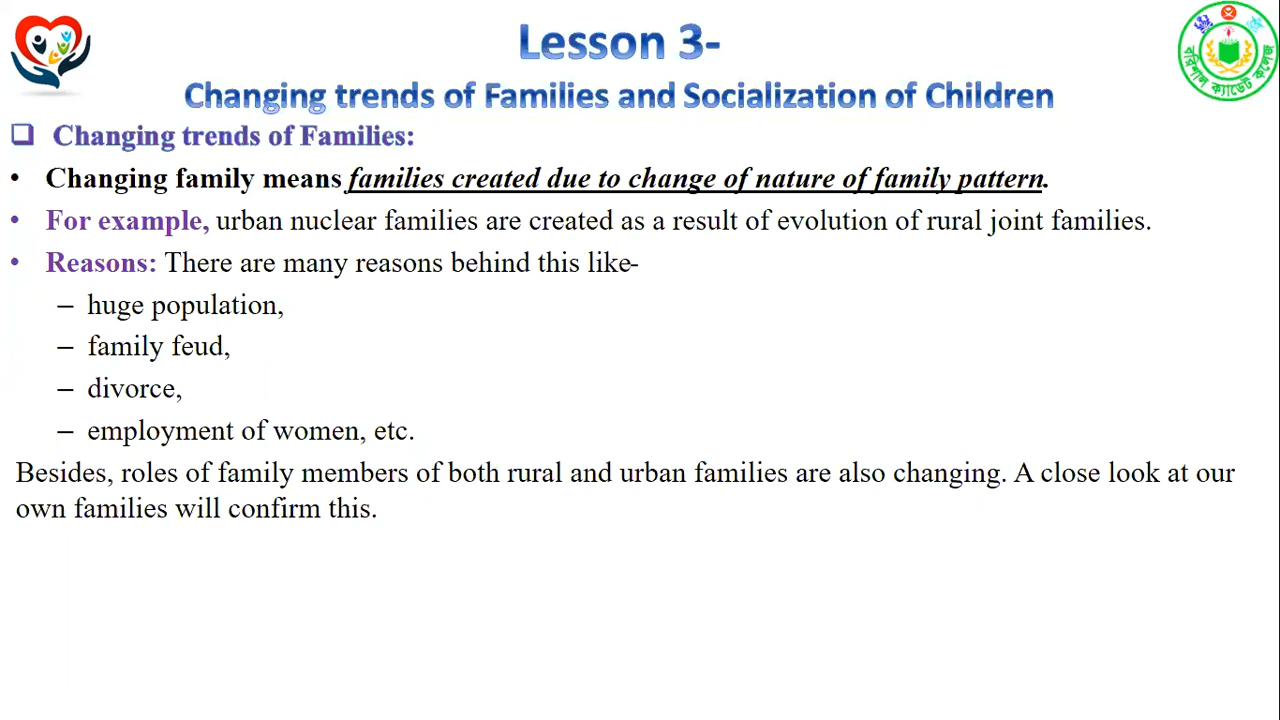 Lesson 3-
Changing trends of Families and Socialization of Children
বরিশাল ক্যাডেট কলেজ
❑ Changing trends of Families:
• Changing family means families created due to change of nature of family pattern.
• For example, urban nuclear families are created as a result of evolution of rural joint families.
• Reasons: There are many reasons behind this like-
– huge population,
– family feud,
– divorce,
– employment of women, etc.
Besides, roles of family members of both rural and urban families are also changing. A close look at our
own families will confirm this.